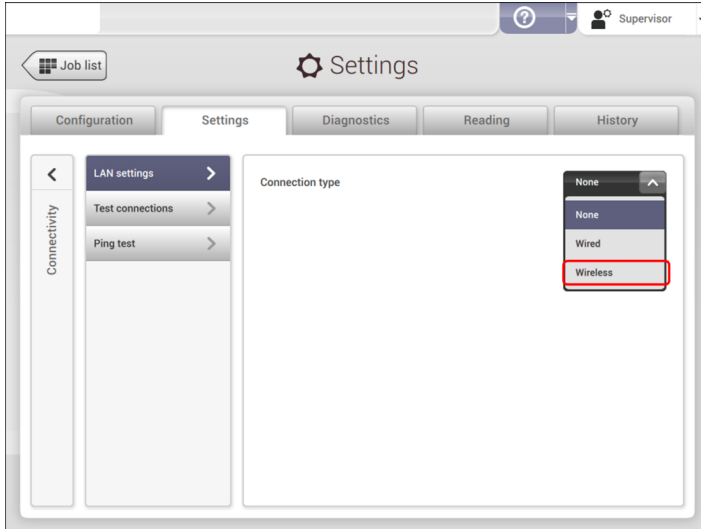 ?
Supervisor
Job list
Settings
Configuration
Settings
Diagnostics
Reading
History
Connectivity
LAN settings
Test connections
Ping test
Connection type
None
None
Wired
Wireless